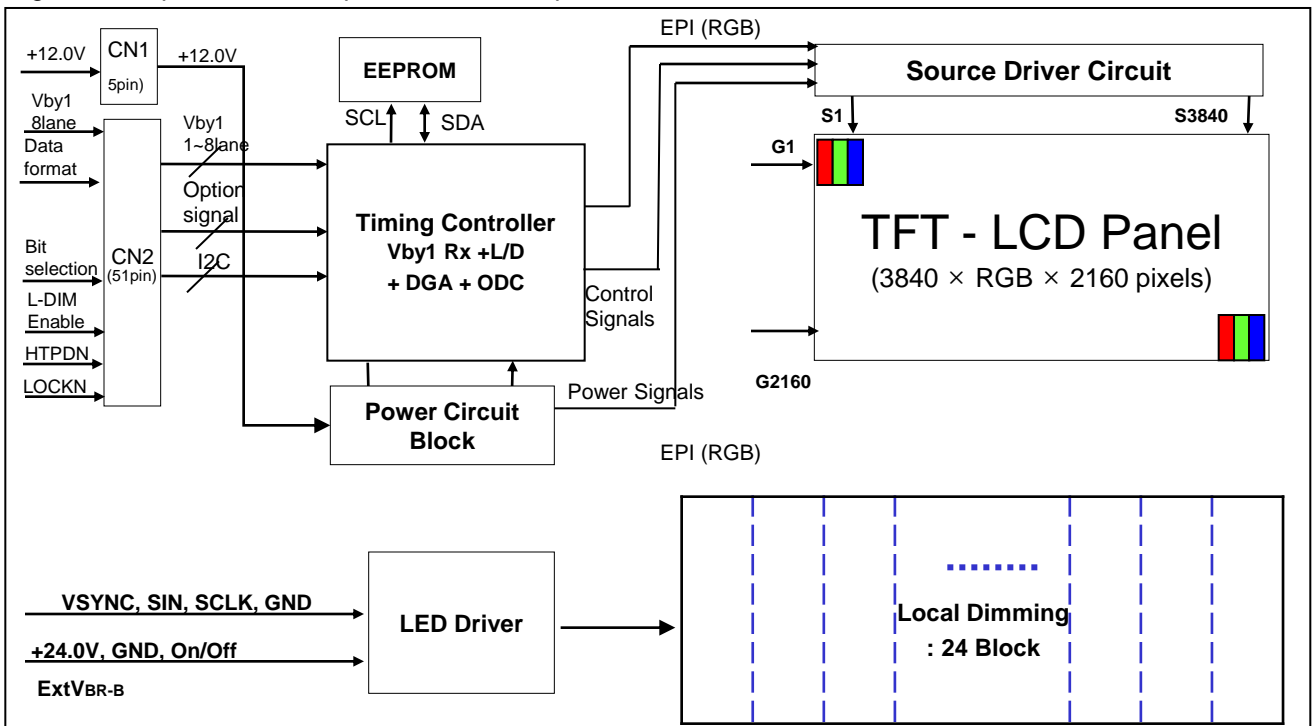 EPI (RGB)
+12.0V
CN1
5pin)
+12.0V
EEPROM
Source Driver Circuit
SCL
SDA
S1
S3840
Vby1
8lane
Data
format
Vby1
1~8lane
G1
Option
signal
Timing Controller
Vby1 Rx +L/D
+ DGA + ODC
TFT - LCD Panel
(3840 × RGB × 2160 pixels)
Bit
selection
CN2
(51pin)
I2C
Control
Signals
L-DIM
Enable
HTPDN
LOCKN
G2160
Power Signals
Power Circuit
Block
EPI (RGB)
VSYNC, SIN, SCLK, GND
LED Driver
Local Dimming
: 24 Block
+24.0V, GND, On/Off
ExtVBR-B